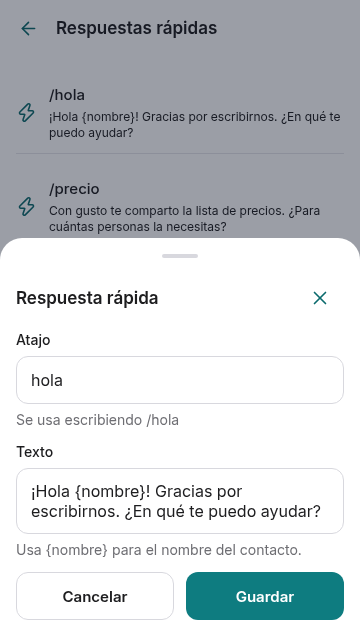 Respuestas rápidas
/hola
¡Hola {nombre}! Gracias por escribirnos. ¿En qué te
puedo ayudar?
/precio
Con gusto te comparto la lista de precios. ¿Para
cuántas personas la necesitas?
Respuesta rápida
Atajo
hola
Se usa escribiendo /hola
Texto
¡Hola {nombre}! Gracias por
escribirnos. ¿En qué te puedo ayudar?
Usa {nombre} para el nombre del contacto.
Cancelar
Guardar